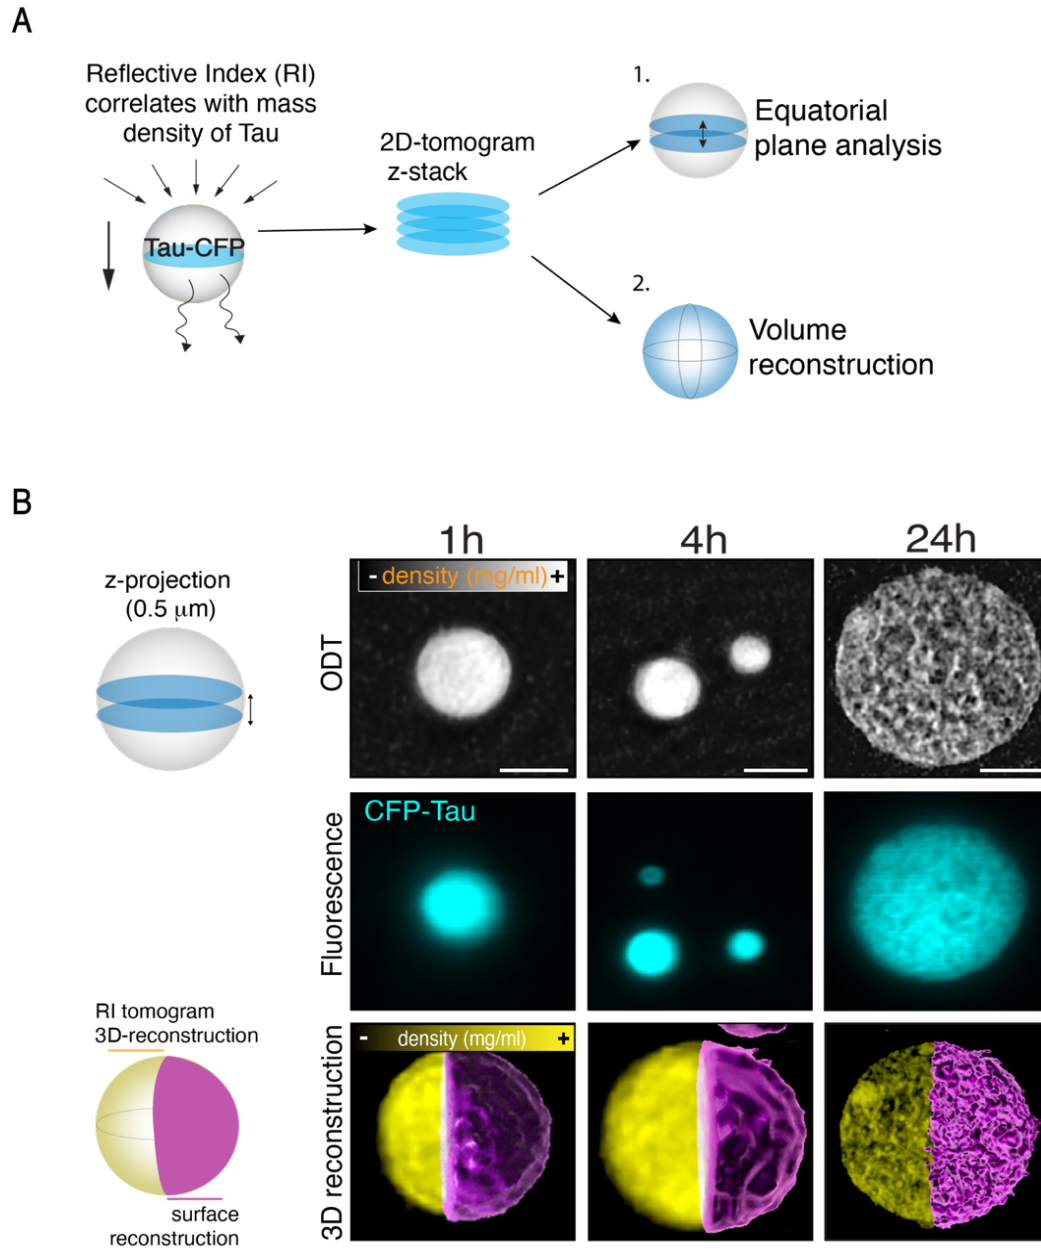 A
Reflective Index (RI)
correlates with mass
density of Tau
Tau-CFP
2D-tomogram
z-stack
1.
Equatorial
plane analysis
2.
Volume
reconstruction
B
1h
4h
24h
z-projection
(0.5 μm)
ODT
- density (mg/ml) +
Fluorescence
CFP-Tau
RI tomogram
3D-reconstruction
surface
reconstruction
3D reconstruction
- density (mg/ml) +